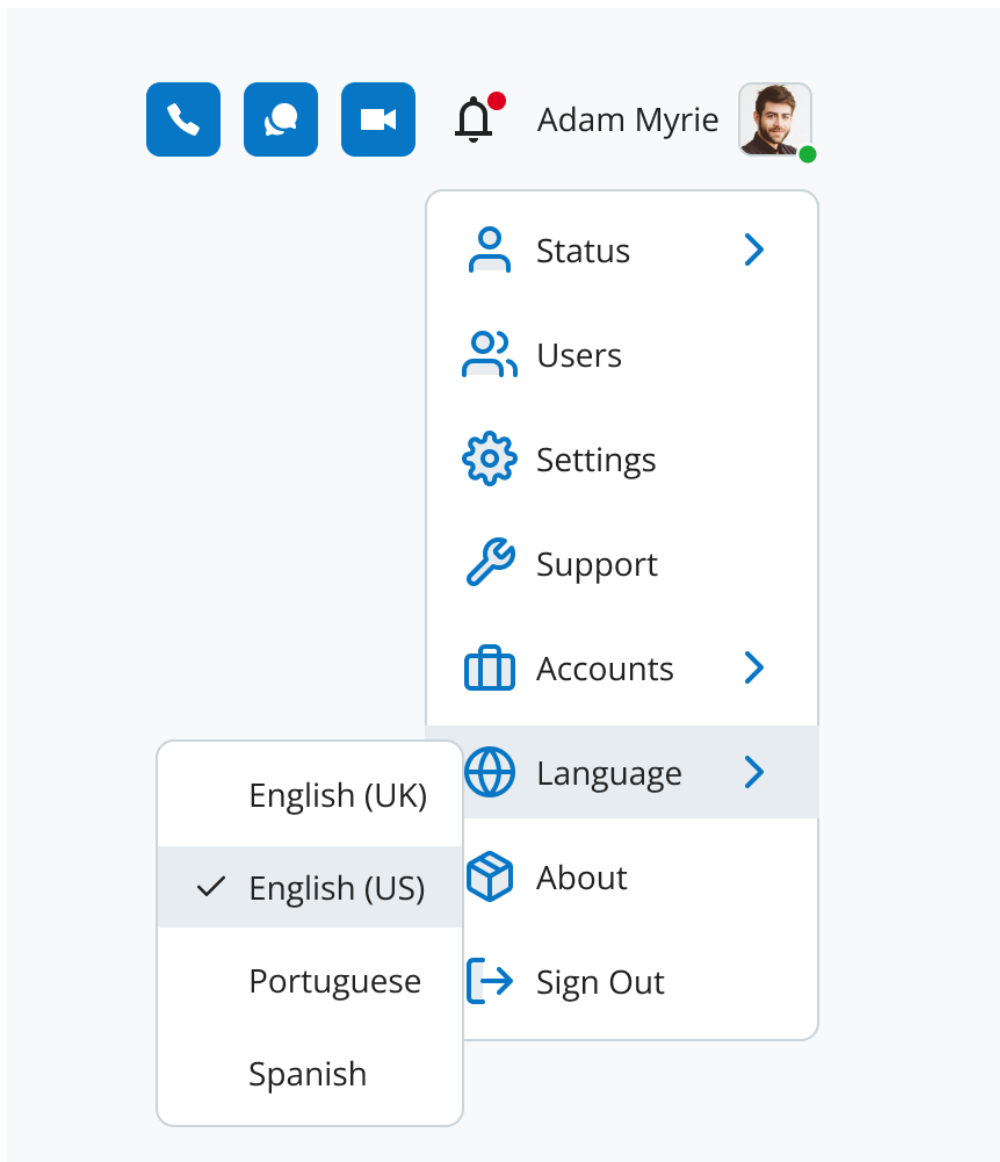 Adam Myrie
Status
Users
Settings
Support
Accounts
Language
English (UK)
English (US)
Portuguese
Spanish
About
Sign Out